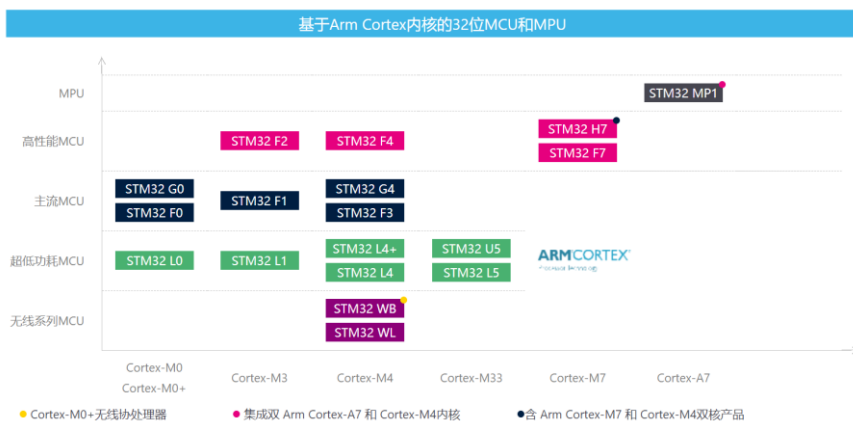 基于Arm Cortex内核的32位MCU和MPU
MPU
STM32 MP1
高性能MCU
STM32 F2
STM32 F4
STM32 H7
STM32 F7
主流MCU
STM32 G0
STM32 F0
STM32 F1
STM32 G4
STM32 F3
超低功耗MCU
STM32 L0
STM32 L1
STM32 L4+
STM32 L4
STM32 U5
STM32 L5
ARMCORTEX
Processor Technology
无线系列MCU
STM32 WB
STM32 WL
Cortex-M0
Cortex-M0+
Cortex-M3
Cortex-M4
Cortex-M33
Cortex-M7
Cortex-A7
Cortex-M0+无线协处理器
集成双 Arm Cortex-A7 和 Cortex-M4内核
含 Arm Cortex-M7 和 Cortex-M4双核产品